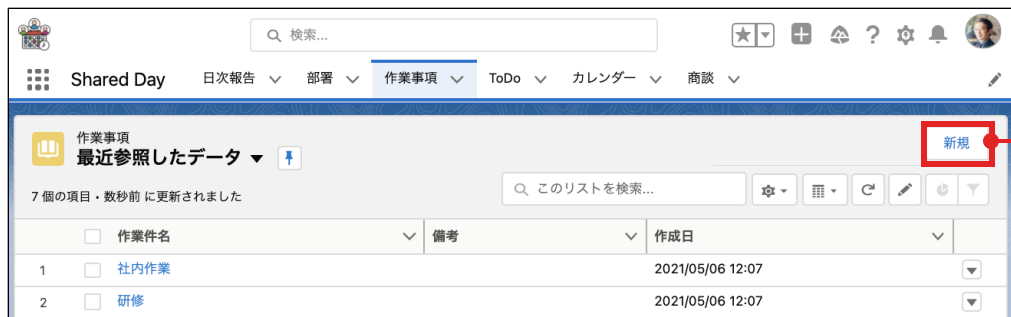 検索...
Shared Day 日次報告 部署 作業事項 ToDo カレンダー 商談
作業事項
最近参照したデータ
新規
7 個の項目・数秒前 に更新されました
このリストを検索...
作業件名 備考 作成日
1 社内作業 2021/05/06 12:07
2 研修 2021/05/06 12:07